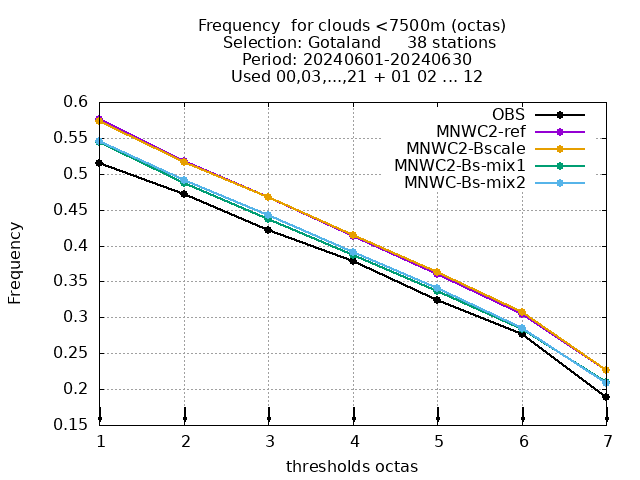 Frequency  for clouds <7500m (octas)
Selection: Gotaland     38 stations
Period: 20240601-20240630
Used 00,03,...,21 + 01 02 ... 12
OBS
MNWC2-ref
MNWC2-Bscale
MNWC2-Bs-mix1
MNWC-Bs-mix2
0.6
0.55
0.5
0.45
0.4
0.35
0.3
0.25
0.2
0.15
Frequency
1 2 3 4 5 6 7
thresholds octas